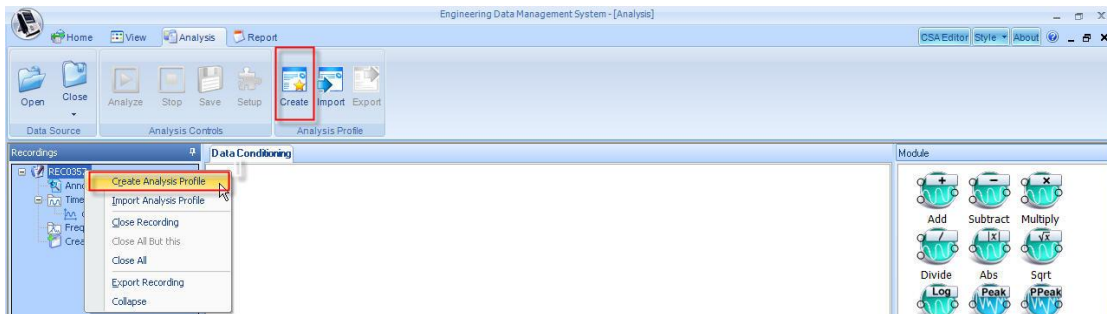 Engineering Data Management System - [Analysis]
Home View Analysis Report
CSA Editor Style About
Open Close Analyze Stop Save Setup Create Import Export
Data Source Analysis Controls Analysis Profile
Recordings
Data Conditioning
Module
REC0357
Create Analysis Profile
Import Analysis Profile
Close Recording
Close All But this
Close All
Export Recording
Collapse
Add Subtract Multiply
Divide Abs Sqrt
+ − ×
/ |x| √x
Log Peak PPeak